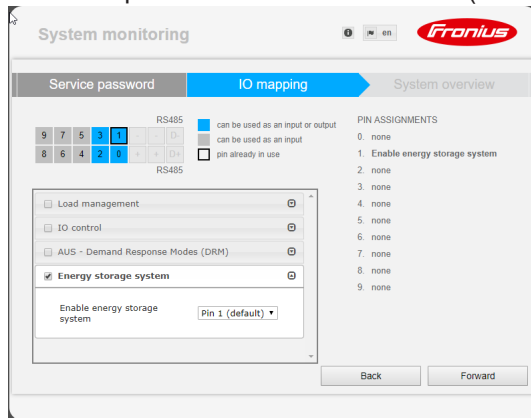 System monitoring
i en
Fronius
Service password
IO mapping
System overview
RS485
9 7 5 3 1 - - D-
8 6 4 2 0 + + D+
RS485
can be used as an input or output
can be used as an input
pin already in use
PIN ASSIGNMENTS
0. none
1. Enable energy storage system
2. none
3. none
4. none
5. none
6. none
7. none
8. none
9. none
Load management
IO control
AUS - Demand Response Modes (DRM)
Energy storage system
Enable energy storage
system
Pin 1 (default)
Back
Forward